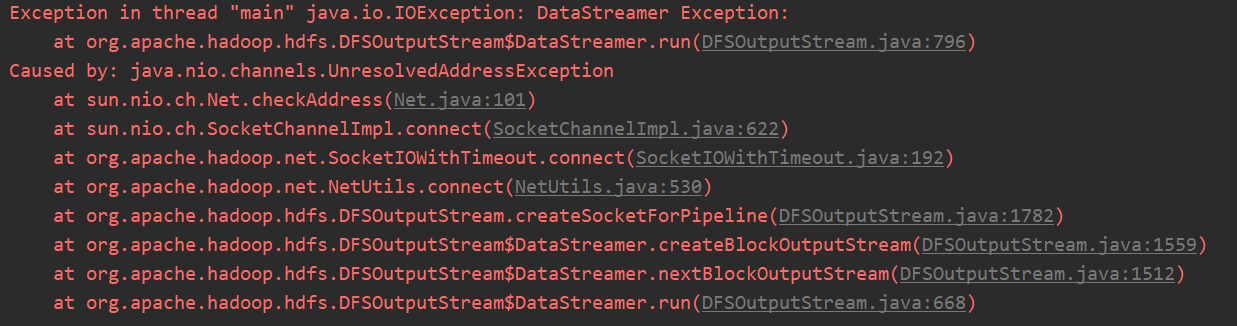 Exception in thread "main" java.io.IOException: DataStreamer Exception:
    at org.apache.hadoop.hdfs.DFSOutputStream$DataStreamer.run(DFSOutputStream.java:796)
Caused by: java.nio.channels.UnresolvedAddressException
    at sun.nio.ch.Net.checkAddress(Net.java:101)
    at sun.nio.ch.SocketChannelImpl.connect(SocketChannelImpl.java:622)
    at org.apache.hadoop.net.SocketIOWithTimeout.connect(SocketIOWithTimeout.java:192)
    at org.apache.hadoop.net.NetUtils.connect(NetUtils.java:530)
    at org.apache.hadoop.hdfs.DFSOutputStream.createSocketForPipeline(DFSOutputStream.java:1782)
    at org.apache.hadoop.hdfs.DFSOutputStream$DataStreamer.createBlockOutputStream(DFSOutputStream.java:1559)
    at org.apache.hadoop.hdfs.DFSOutputStream$DataStreamer.nextBlockOutputStream(DFSOutputStream.java:1512)
    at org.apache.hadoop.hdfs.DFSOutputStream$DataStreamer.run(DFSOutputStream.java:668)